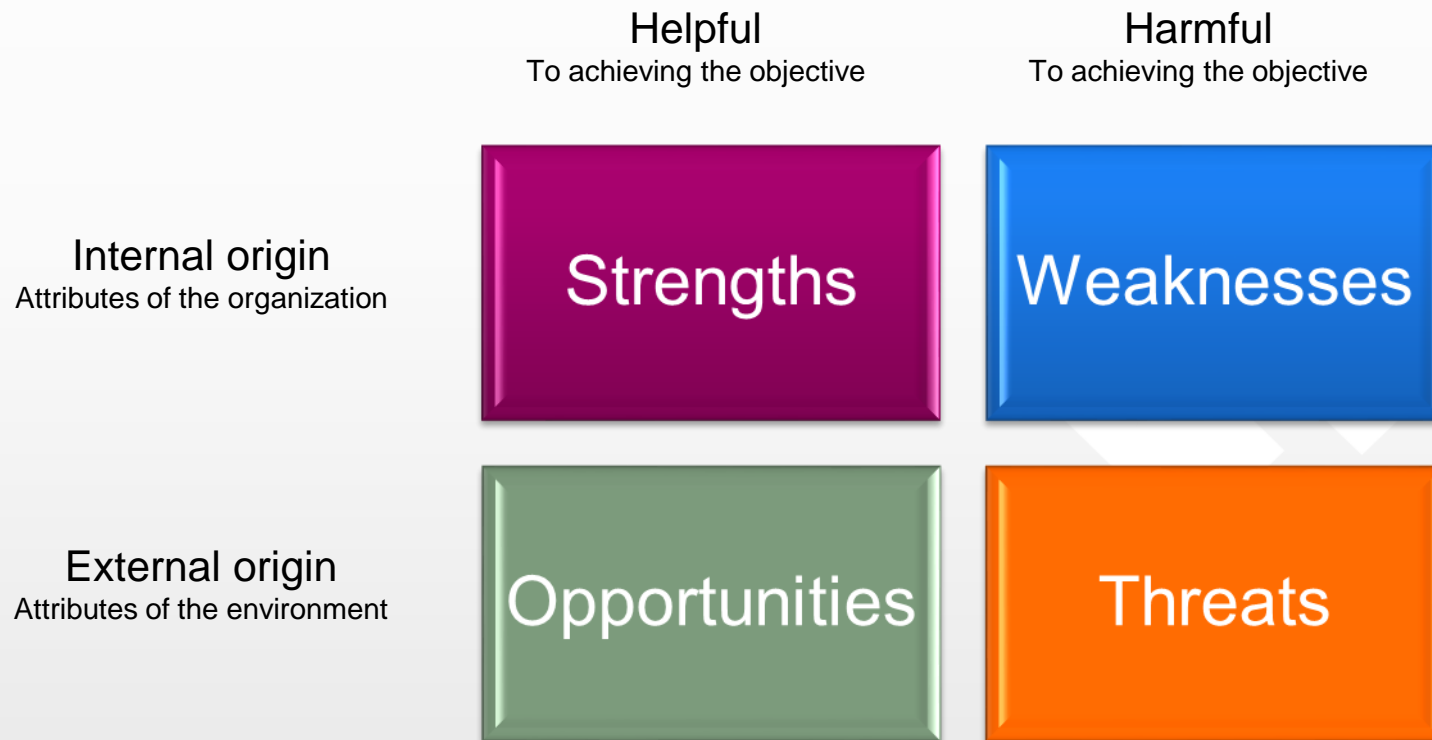 Helpful
To achieving the objective
Harmful
To achieving the objective
Internal origin
Attributes of the organization
Strengths
Weaknesses
External origin
Attributes of the environment
Opportunities
Threats